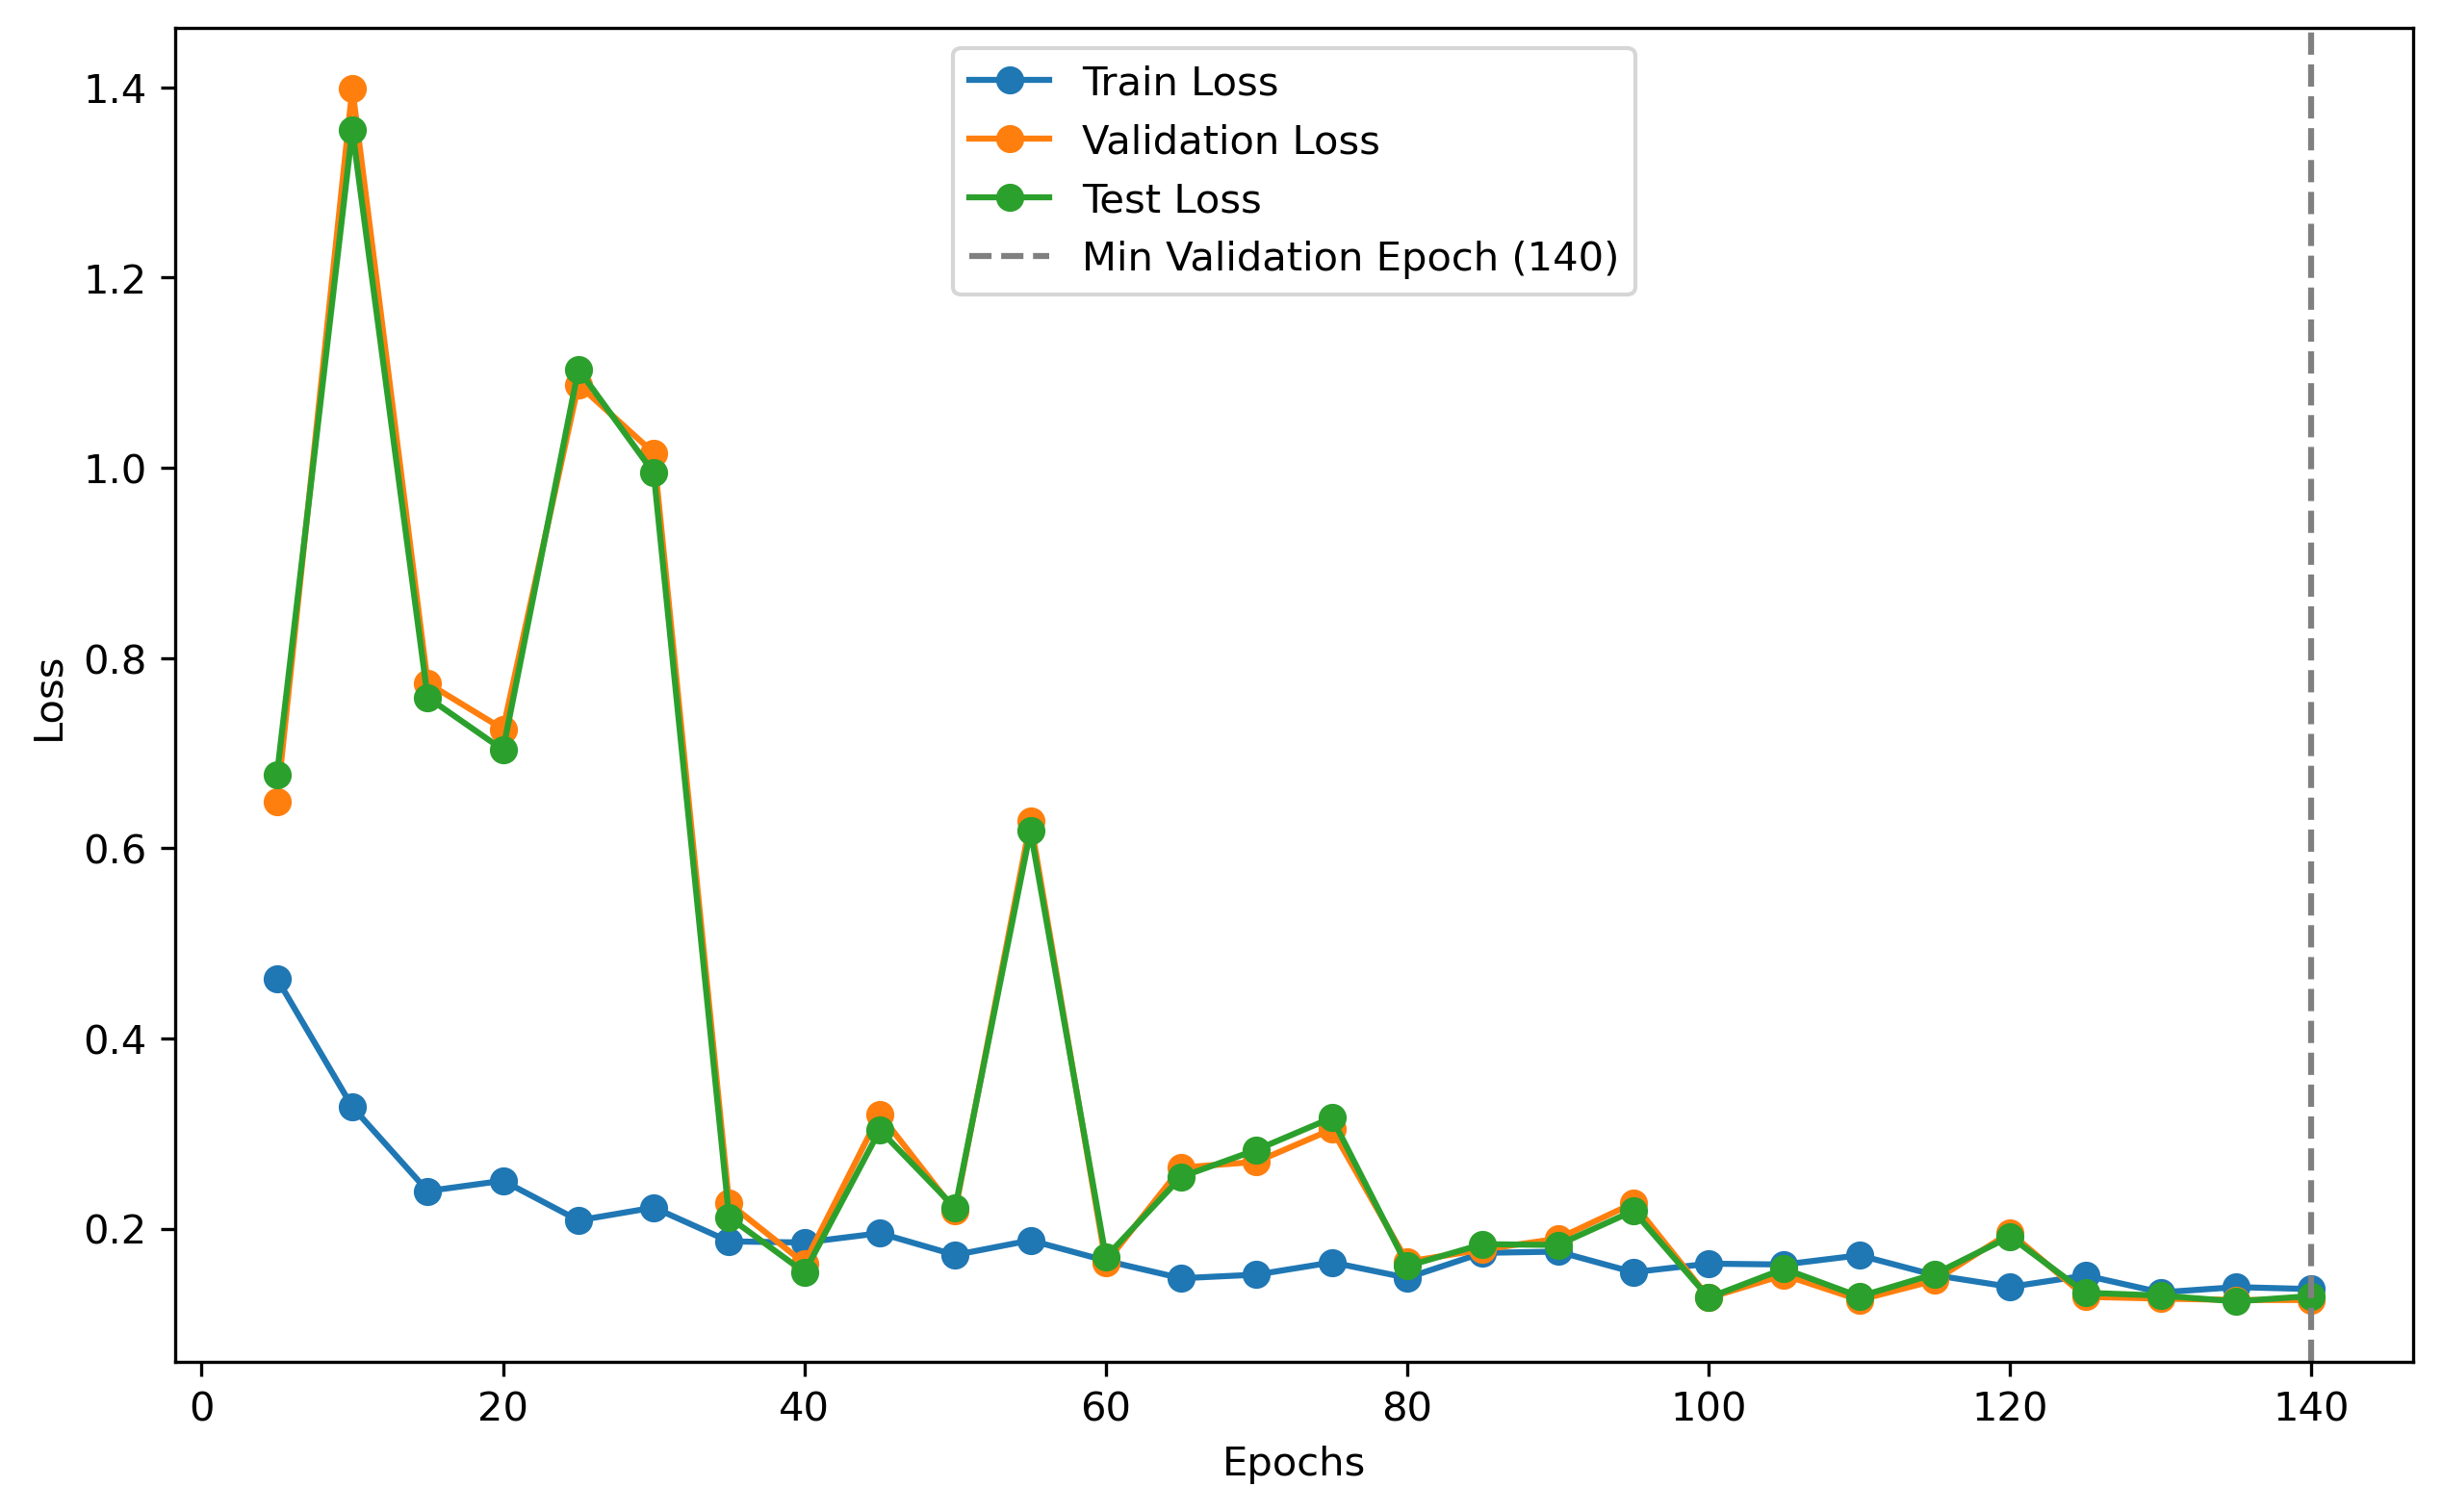 Train Loss
Validation Loss
Test Loss
Min Validation Epoch (140)
1.4
1.2
1.0
0.8
0.6
0.4
0.2
Loss
0 20 40 60 80 100 120 140
Epochs